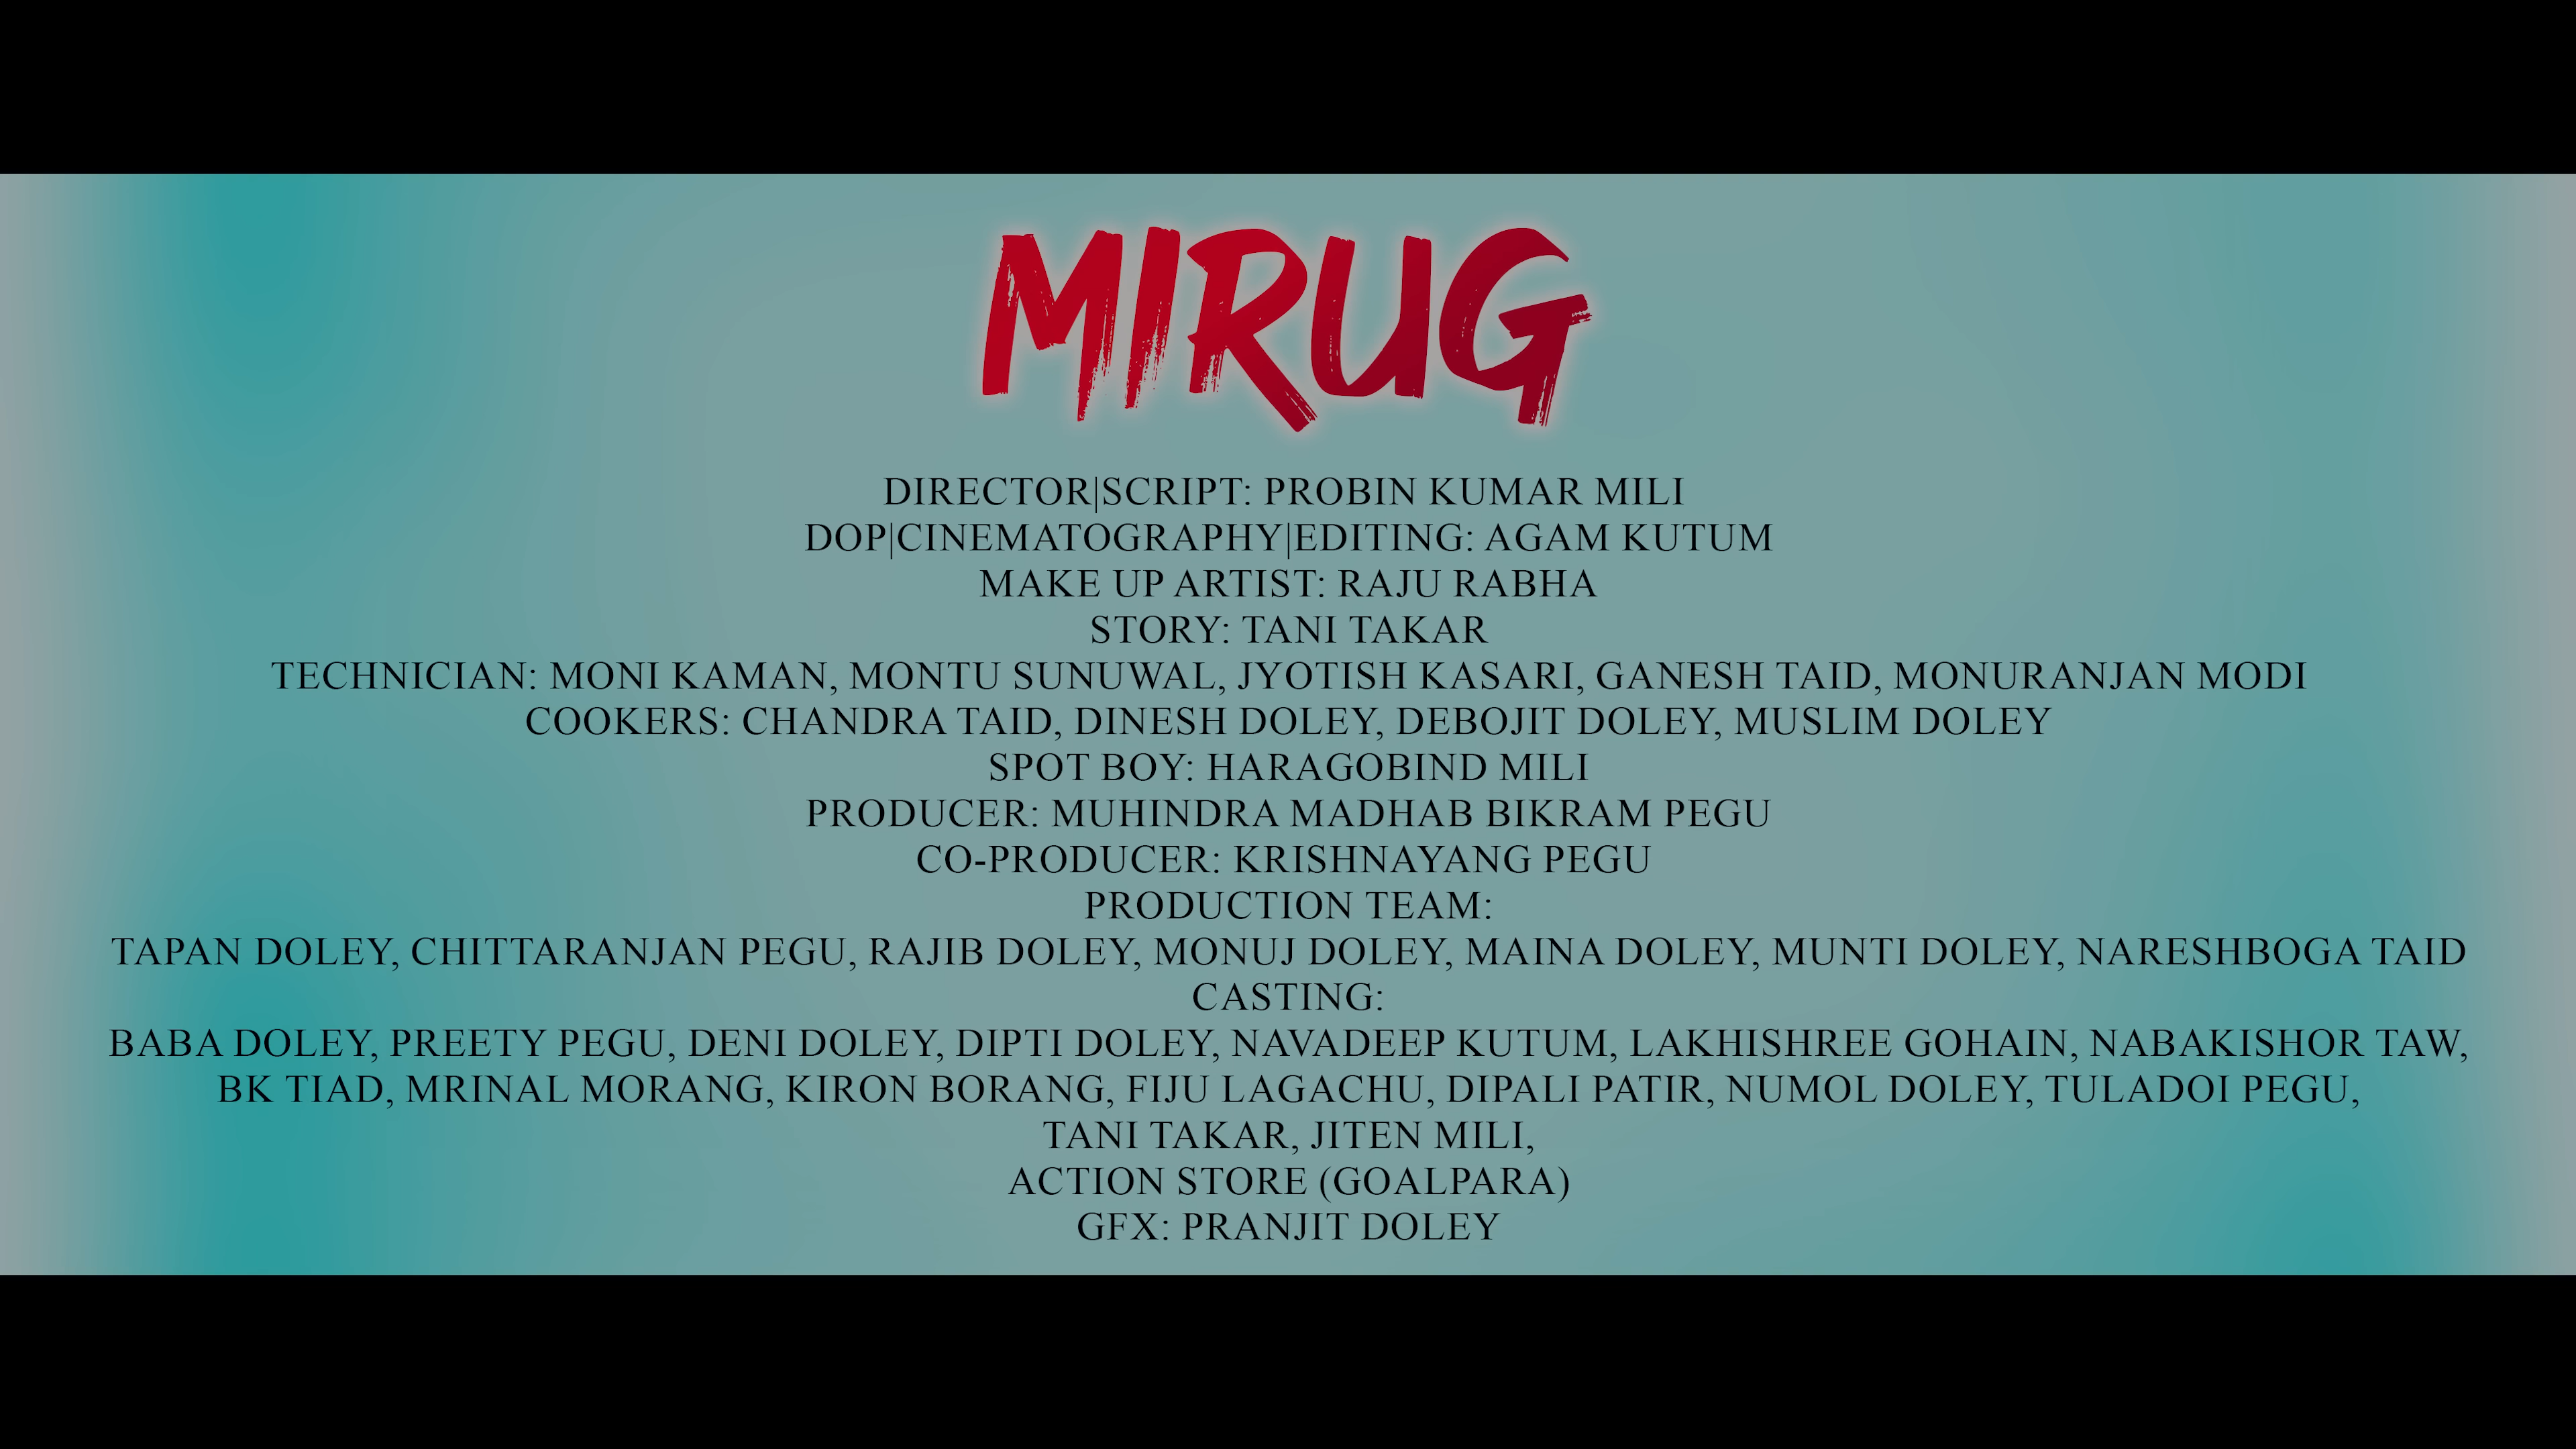 MIRUG
DIRECTOR|SCRIPT: PROBIN KUMAR MILI
DOP|CINEMATOGRAPHY|EDITING: AGAM KUTUM
MAKE UP ARTIST: RAJU RABHA
STORY: TANI TAKAR
TECHNICIAN: MONI KAMAN, MONTU SUNUWAL, JYOTISH KASARI, GANESH TAID, MONURANJAN MODI
COOKERS: CHANDRA TAID, DINESH DOLEY, DEBOJIT DOLEY, MUSLIM DOLEY
SPOT BOY: HARAGOBIND MILI
PRODUCER: MUHINDRA MADHAB BIKRAM PEGU
CO-PRODUCER: KRISHNAYANG PEGU
PRODUCTION TEAM:
TAPAN DOLEY, CHITTARANJAN PEGU, RAJIB DOLEY, MONUJ DOLEY, MAINA DOLEY, MUNTI DOLEY, NARESHBOGA TAID
CASTING:
BABA DOLEY, PREETY PEGU, DENI DOLEY, DIPTI DOLEY, NAVADEEP KUTUM, LAKHISHREE GOHAIN, NABAKISHOR TAW,
BK TIAD, MRINAL MORANG, KIRON BORANG, FIJU LAGACHU, DIPALI PATIR, NUMOL DOLEY, TULADOI PEGU,
TANI TAKAR, JITEN MILI,
ACTION STORE (GOALPARA)
GFX: PRANJIT DOLEY